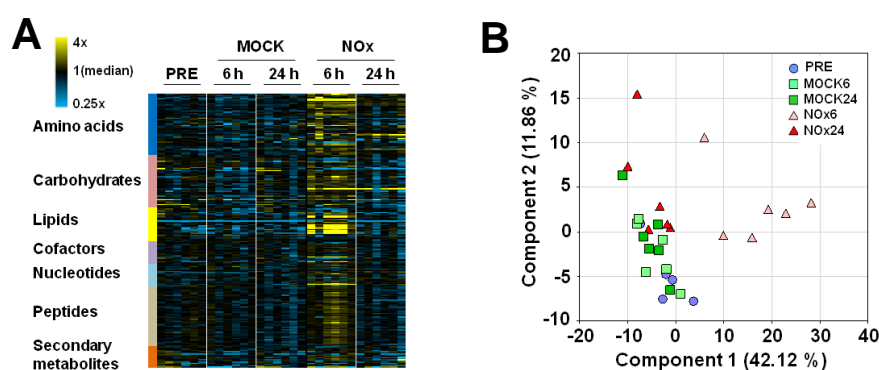 A
4x
1(median)
0.25x
MOCK
NOx
PRE
6 h
24 h
6 h
24 h
Amino acids
Carbohydrates
Lipids
Cofactors
Nucleotides
Peptides
Secondary
metabolites
B
Component 2 (11.86 %)
20
15
10
5
0
-5
-10
-20
-10
0
10
20
30
40
Component 1 (42.12 %)
PRE
MOCK6
MOCK24
NOx6
NOx24